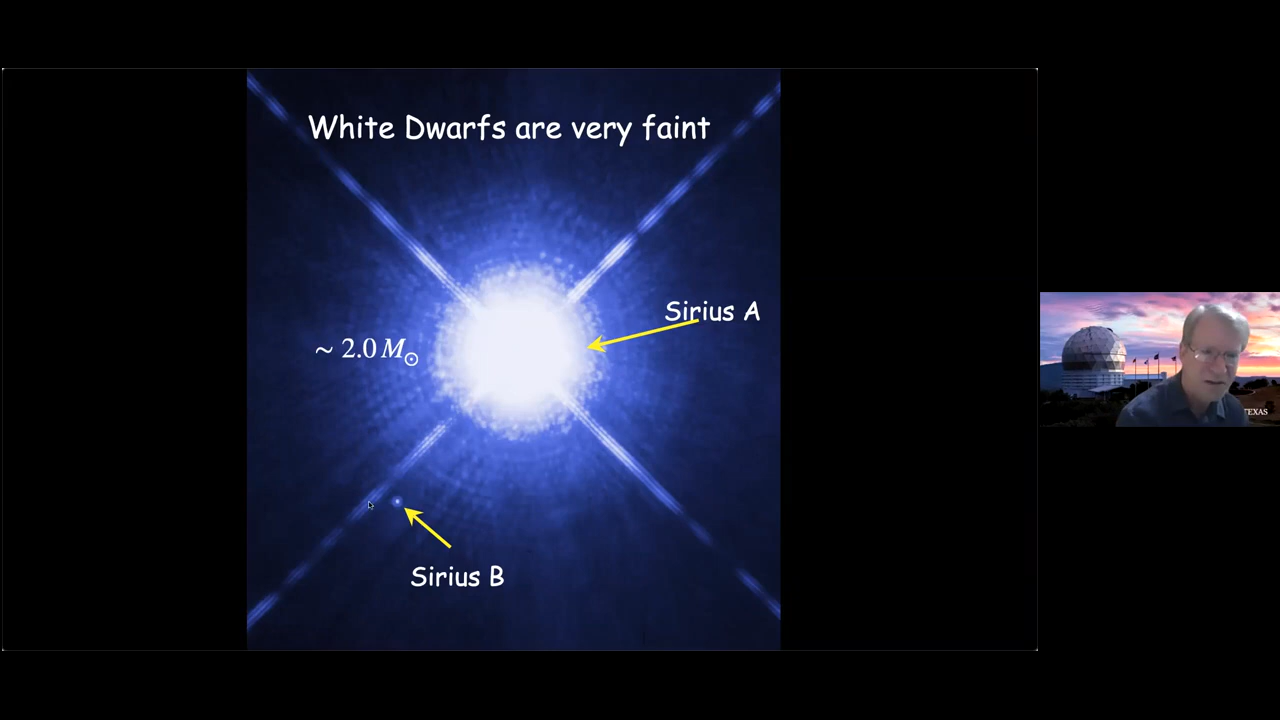 White Dwarfs are very faint
Sirius A
~ 2.0 M☉
Sirius B
TEXAS